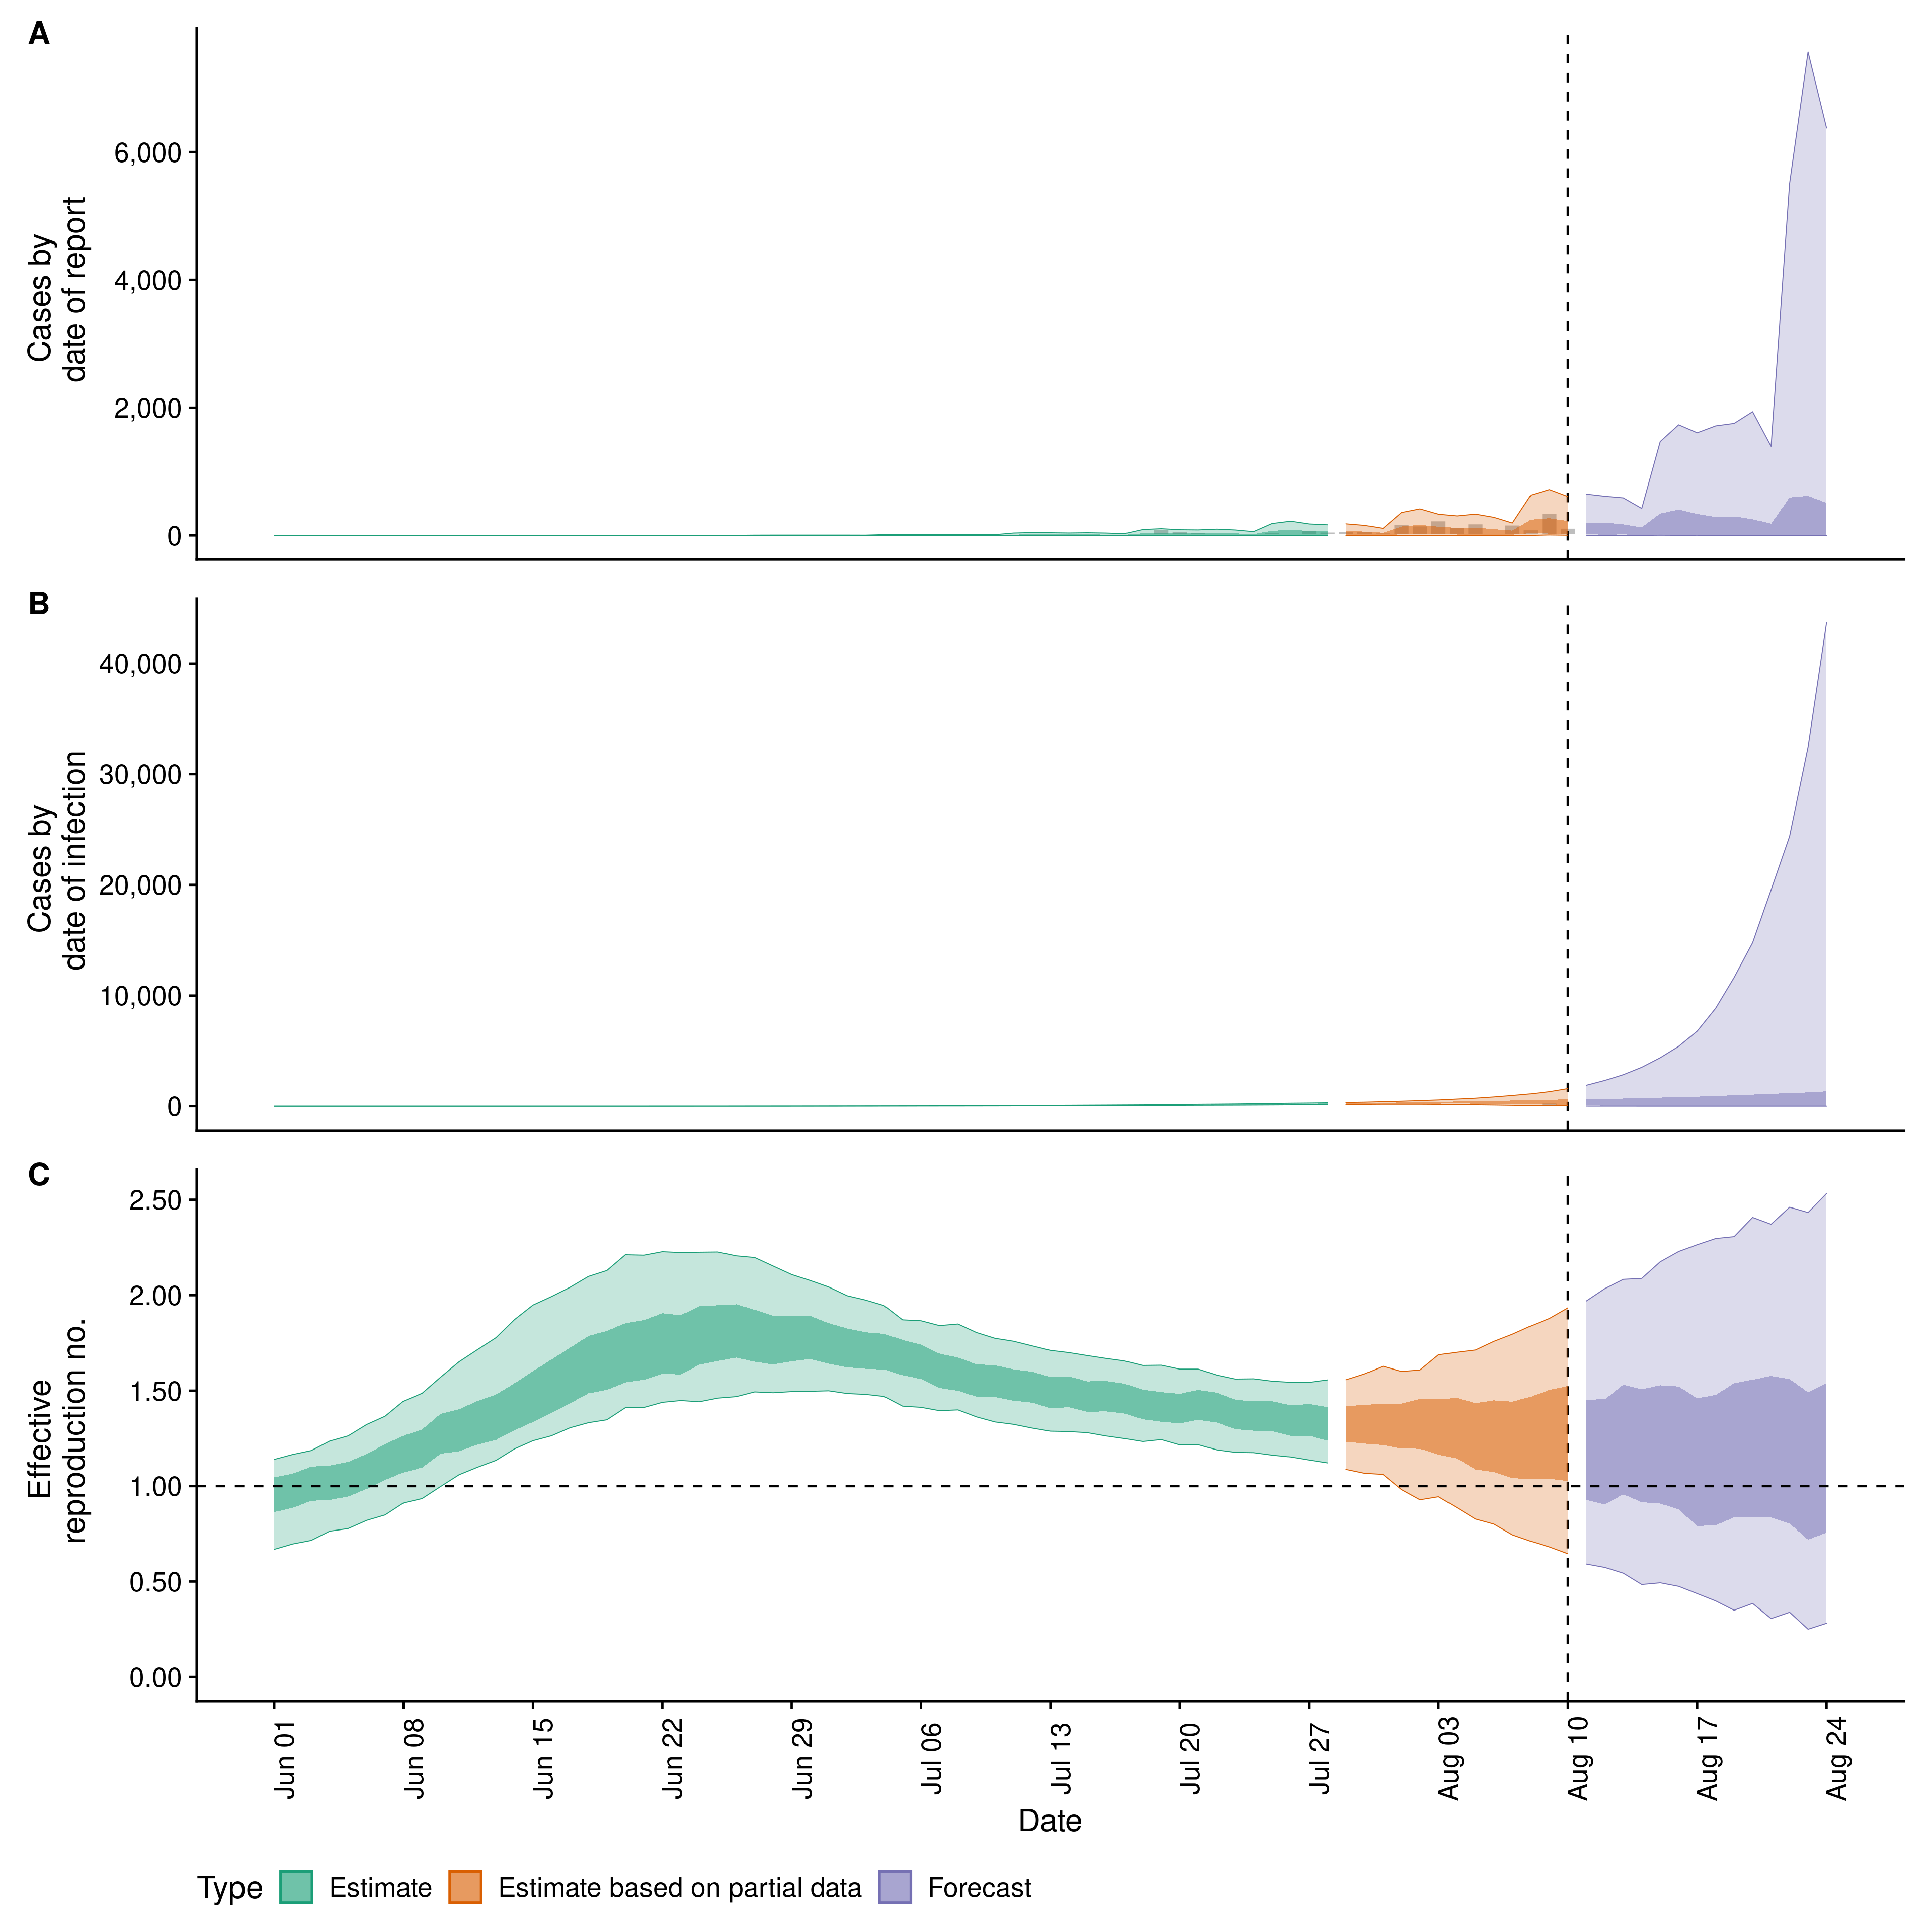 A
Cases by
date of report
6,000
4,000
2,000
0
B
Cases by
date of infection
40,000
30,000
20,000
10,000
0
C
Effective
reproduction no.
2.50
2.00
1.50
1.00
0.50
0.00
Jun 01
Jun 08
Jun 15
Jun 22
Jun 29
Jul 06
Jul 13
Jul 20
Jul 27
Aug 03
Aug 10
Aug 17
Aug 24
Date
Type Estimate Estimate based on partial data Forecast